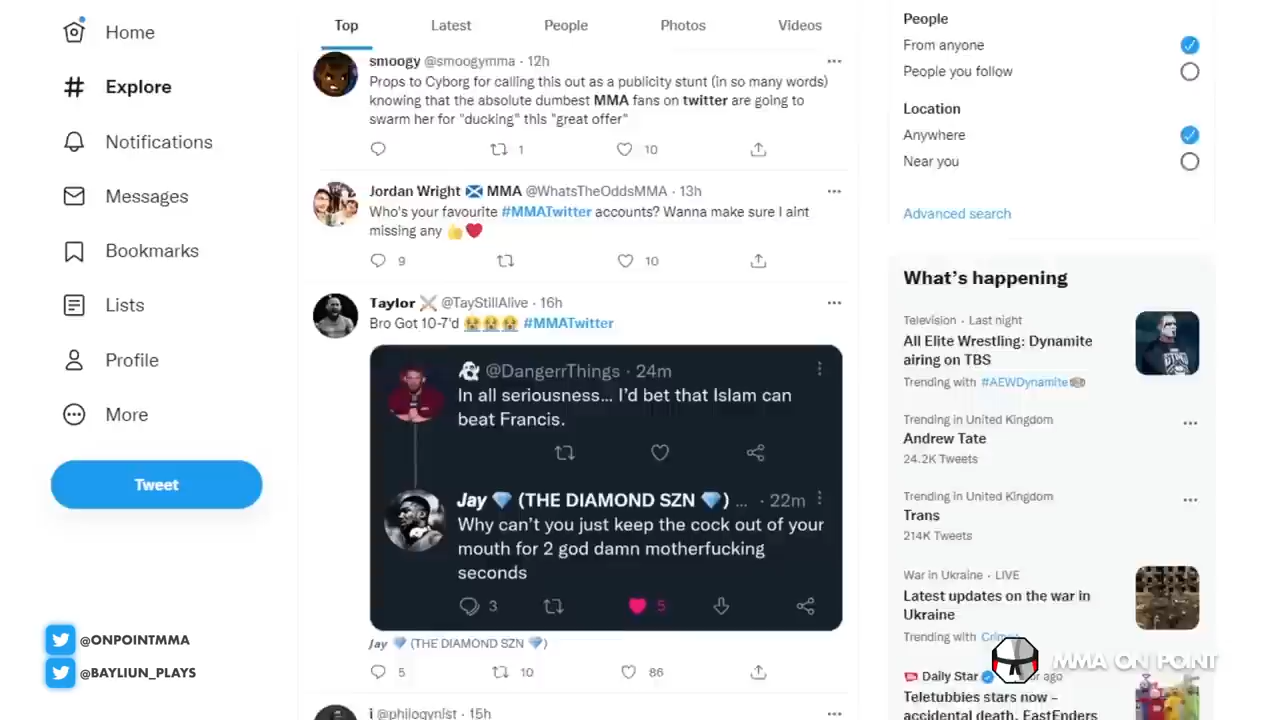 Home
Explore
Notifications
Messages
Bookmarks
Lists
Profile
More
Tweet
@ONPOINTMMA
@BAYLIUN_PLAYS
Top
Latest
People
Photos
Videos
smoogy @smoogymma · 12h
Props to Cyborg for calling this out as a publicity stunt (in so many words)
knowing that the absolute dumbest MMA fans on twitter are going to
swarm her for "ducking" this "great offer"
1
10
Jordan Wright MMA @WhatsTheOddsMMA · 13h
Who's your favourite #MMATwitter accounts? Wanna make sure I aint
missing any 👍❤️
9
10
Taylor ⚔️ @TayStillAlive · 16h
Bro Got 10-7'd 😭😭😭 #MMATwitter
👻 @DangerrThings · 24m
In all seriousness... I'd bet that Islam can
beat Francis.
Jay 💎 (THE DIAMOND SZN 💎) ... · 22m
Why can't you just keep the cock out of your
mouth for 2 god damn motherfucking
seconds
3
5
Jay 💎 (THE DIAMOND SZN 💎)
5
10
86
i @philogynist · 15h
People
From anyone
People you follow
Location
Anywhere
Near you
Advanced search
What's happening
Television · Last night
All Elite Wrestling: Dynamite
airing on TBS
Trending with #AEWDynamite
Trending in United Kingdom
Andrew Tate
24.2K Tweets
Trending in United Kingdom
Trans
214K Tweets
War in Ukraine · LIVE
Latest updates on the war in
Ukraine
Trending with
MMA ON POINT
Daily Star
ago
Teletubbies stars now –
accidental death, EastEnders